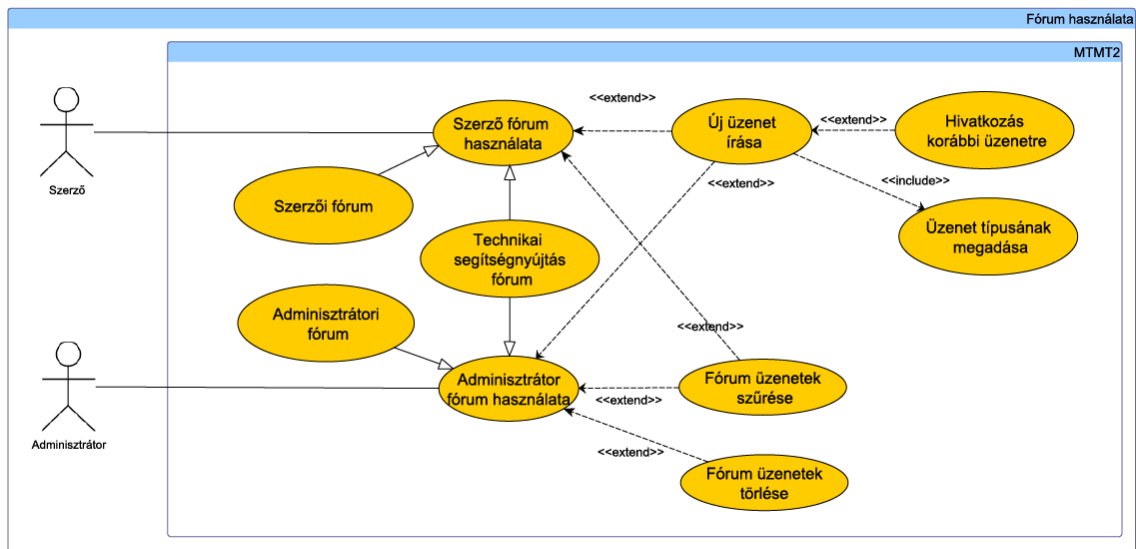 Fórum használata
MTMT2
Szerző
Szerző fórum
használata
<<extend>>
Új üzenet
írása
<<extend>>
Hivatkozás
korábbi üzenetre
<<extend>>
<<include>>
Szerzői fórum
Üzenet típusának
megadása
Technikai
segítségnyújtás
fórum
Adminisztrátori
fórum
<<extend>>
Adminisztrátor
Adminisztrátor
fórum használata
<<extend>>
Fórum üzenetek
szűrése
<<extend>>
Fórum üzenetek
törlése